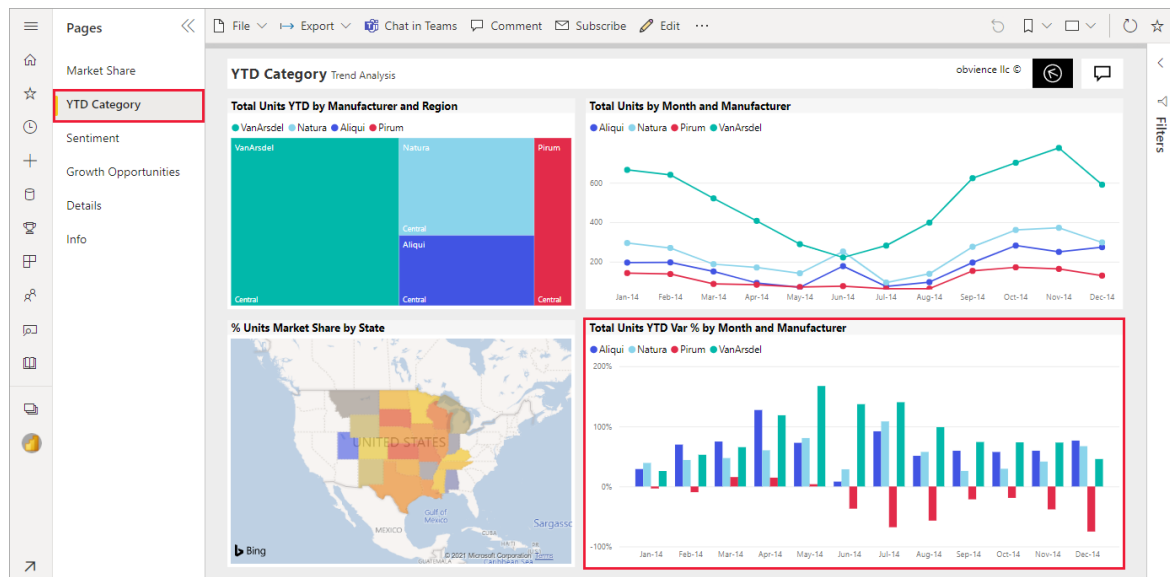 Pages
File
Export
Chat in Teams
Comment
Subscribe
Edit
Market Share
YTD Category
Sentiment
Growth Opportunities
Details
Info
YTD Category Trend Analysis
obvience llc ©
Filters
Total Units YTD by Manufacturer and Region
VanArsdel Natura Aliqui Pirum
VanArsdel
Natura
Pirum
Central
Aliqui
Central
Central
Central
Total Units by Month and Manufacturer
Aliqui Natura Pirum VanArsdel
600
400
200
Jan-14 Feb-14 Mar-14 Apr-14 May-14 Jun-14 Jul-14 Aug-14 Sep-14 Oct-14 Nov-14 Dec-14
% Units Market Share by State
UNITED STATES
Gulf of
Mexico
MEXICO
CUBA
Sargasso
HAITI
GUATEMALA
Caribbean Sea
Bing
© 2021 Microsoft Corporation Terms
Total Units YTD Var % by Month and Manufacturer
Aliqui Natura Pirum VanArsdel
200%
100%
0%
-100%
Jan-14 Feb-14 Mar-14 Apr-14 May-14 Jun-14 Jul-14 Aug-14 Sep-14 Oct-14 Nov-14 Dec-14